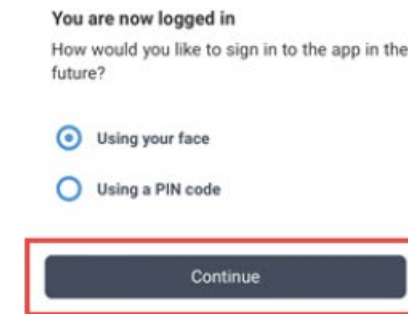 You are now logged in
How would you like to sign in to the app in the
future?
Using your face
Using a PIN code
Continue